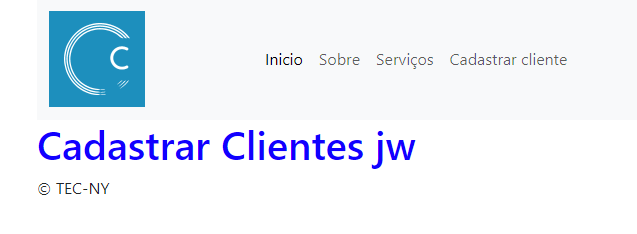 C
Inicio Sobre Serviços Cadastrar cliente
Cadastrar Clientes jw
© TEC-NY